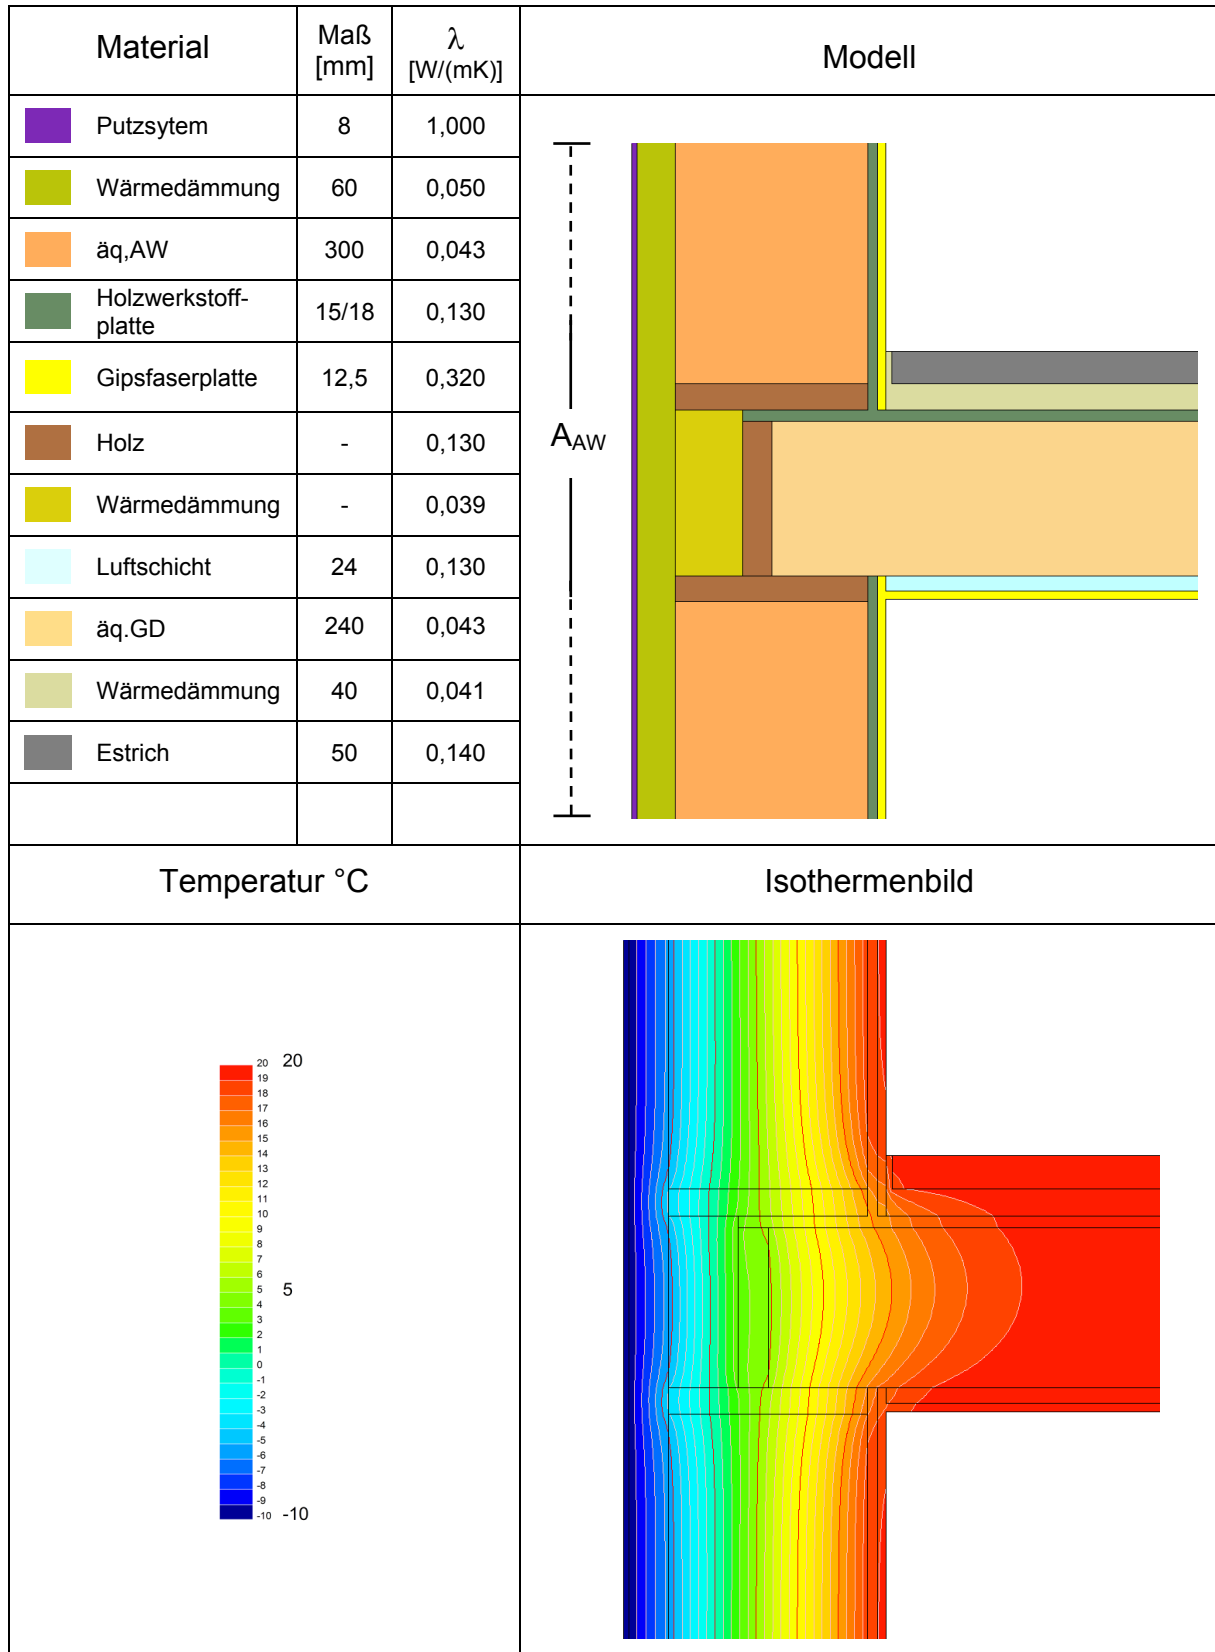 Material
Maß
[mm]
λ
[W/(mK)]
Modell
Putzsytem 8 1,000
Wärmedämmung 60 0,050
äq,AW 300 0,043
Holzwerkstoff-
platte 15/18 0,130
Gipsfaserplatte 12,5 0,320
Holz - 0,130
Wärmedämmung - 0,039
Luftschicht 24 0,130
äq.GD 240 0,043
Wärmedämmung 40 0,041
Estrich 50 0,140
AAW
Temperatur °C
Isothermenbild
20 20
19
18
17
16
15
14
13
12
11
10
9
8
7
6
5 5
4
3
2
1
0
-1
-2
-3
-4
-5
-6
-7
-8
-9
-10 -10